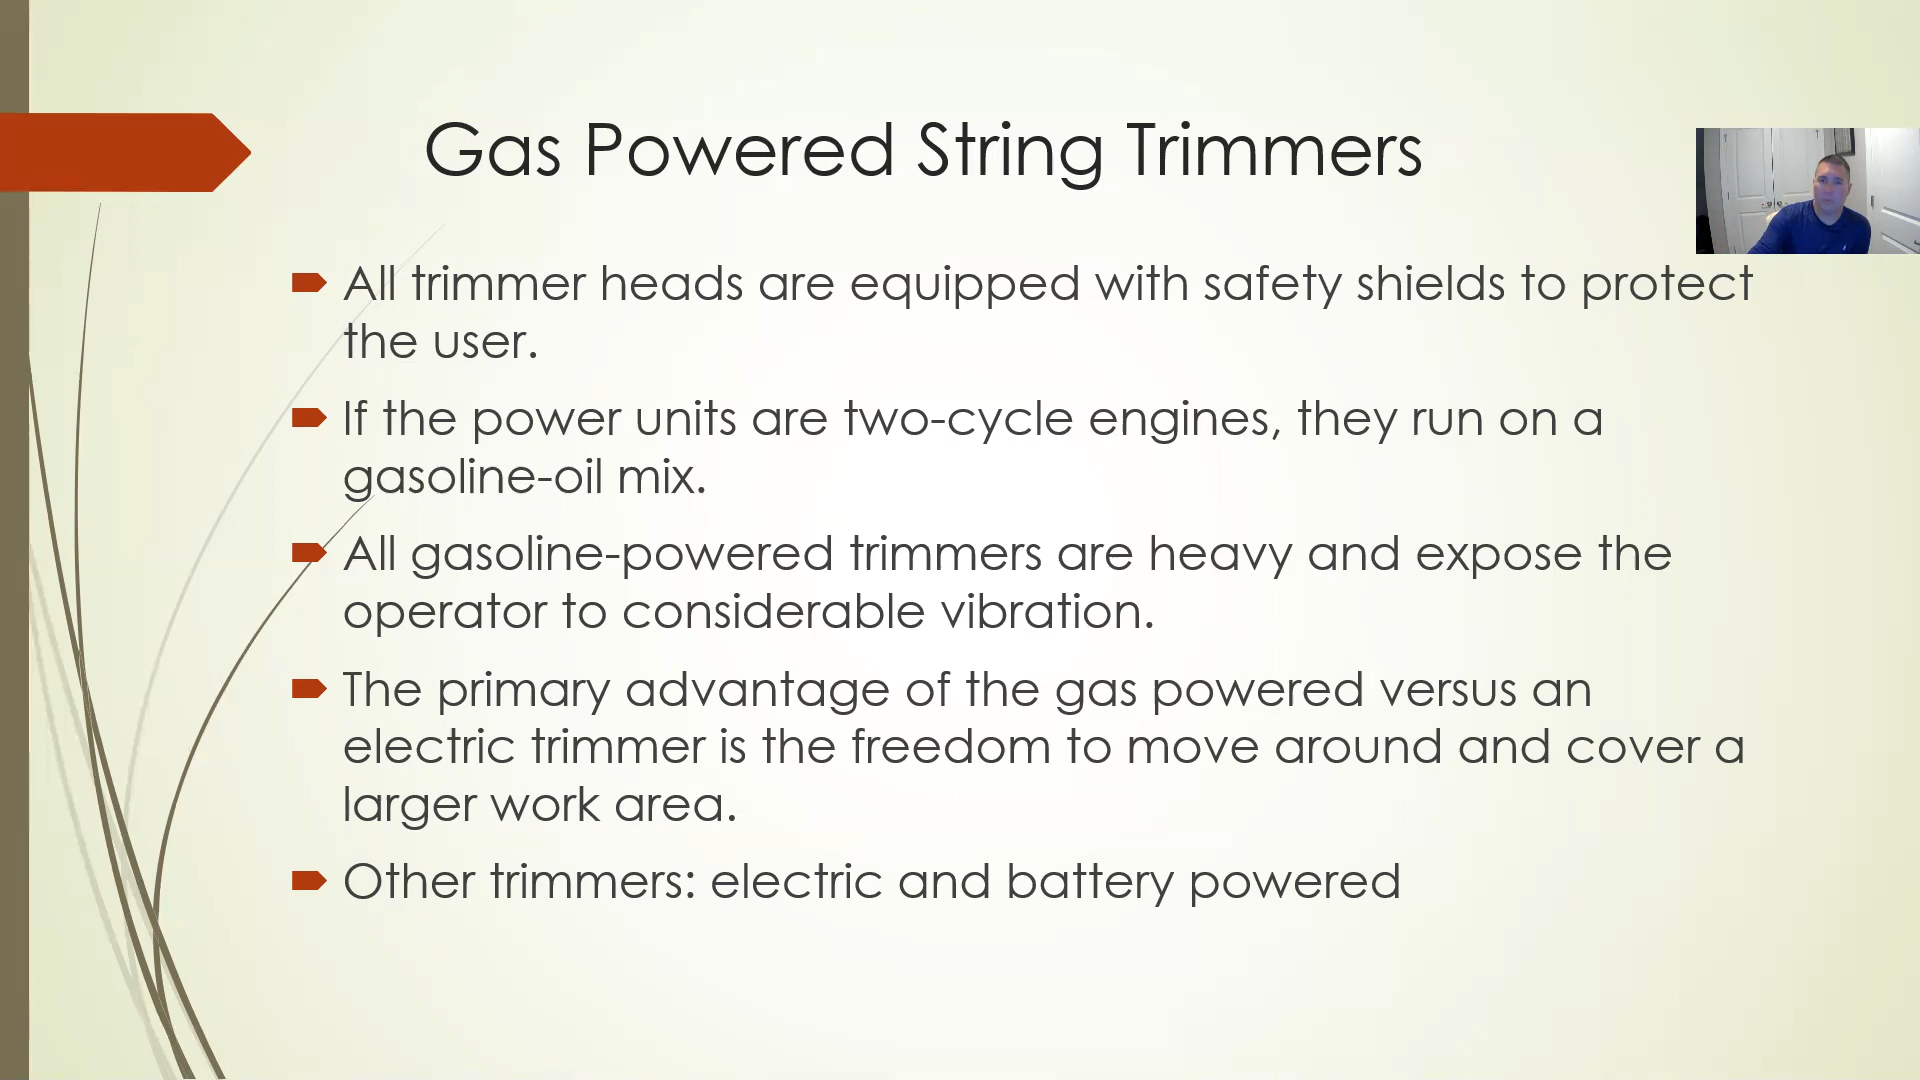 Gas Powered String Trimmers
All trimmer heads are equipped with safety shields to protect
the user.
If the power units are two-cycle engines, they run on a
gasoline-oil mix.
All gasoline-powered trimmers are heavy and expose the
operator to considerable vibration.
The primary advantage of the gas powered versus an
electric trimmer is the freedom to move around and cover a
larger work area.
Other trimmers: electric and battery powered